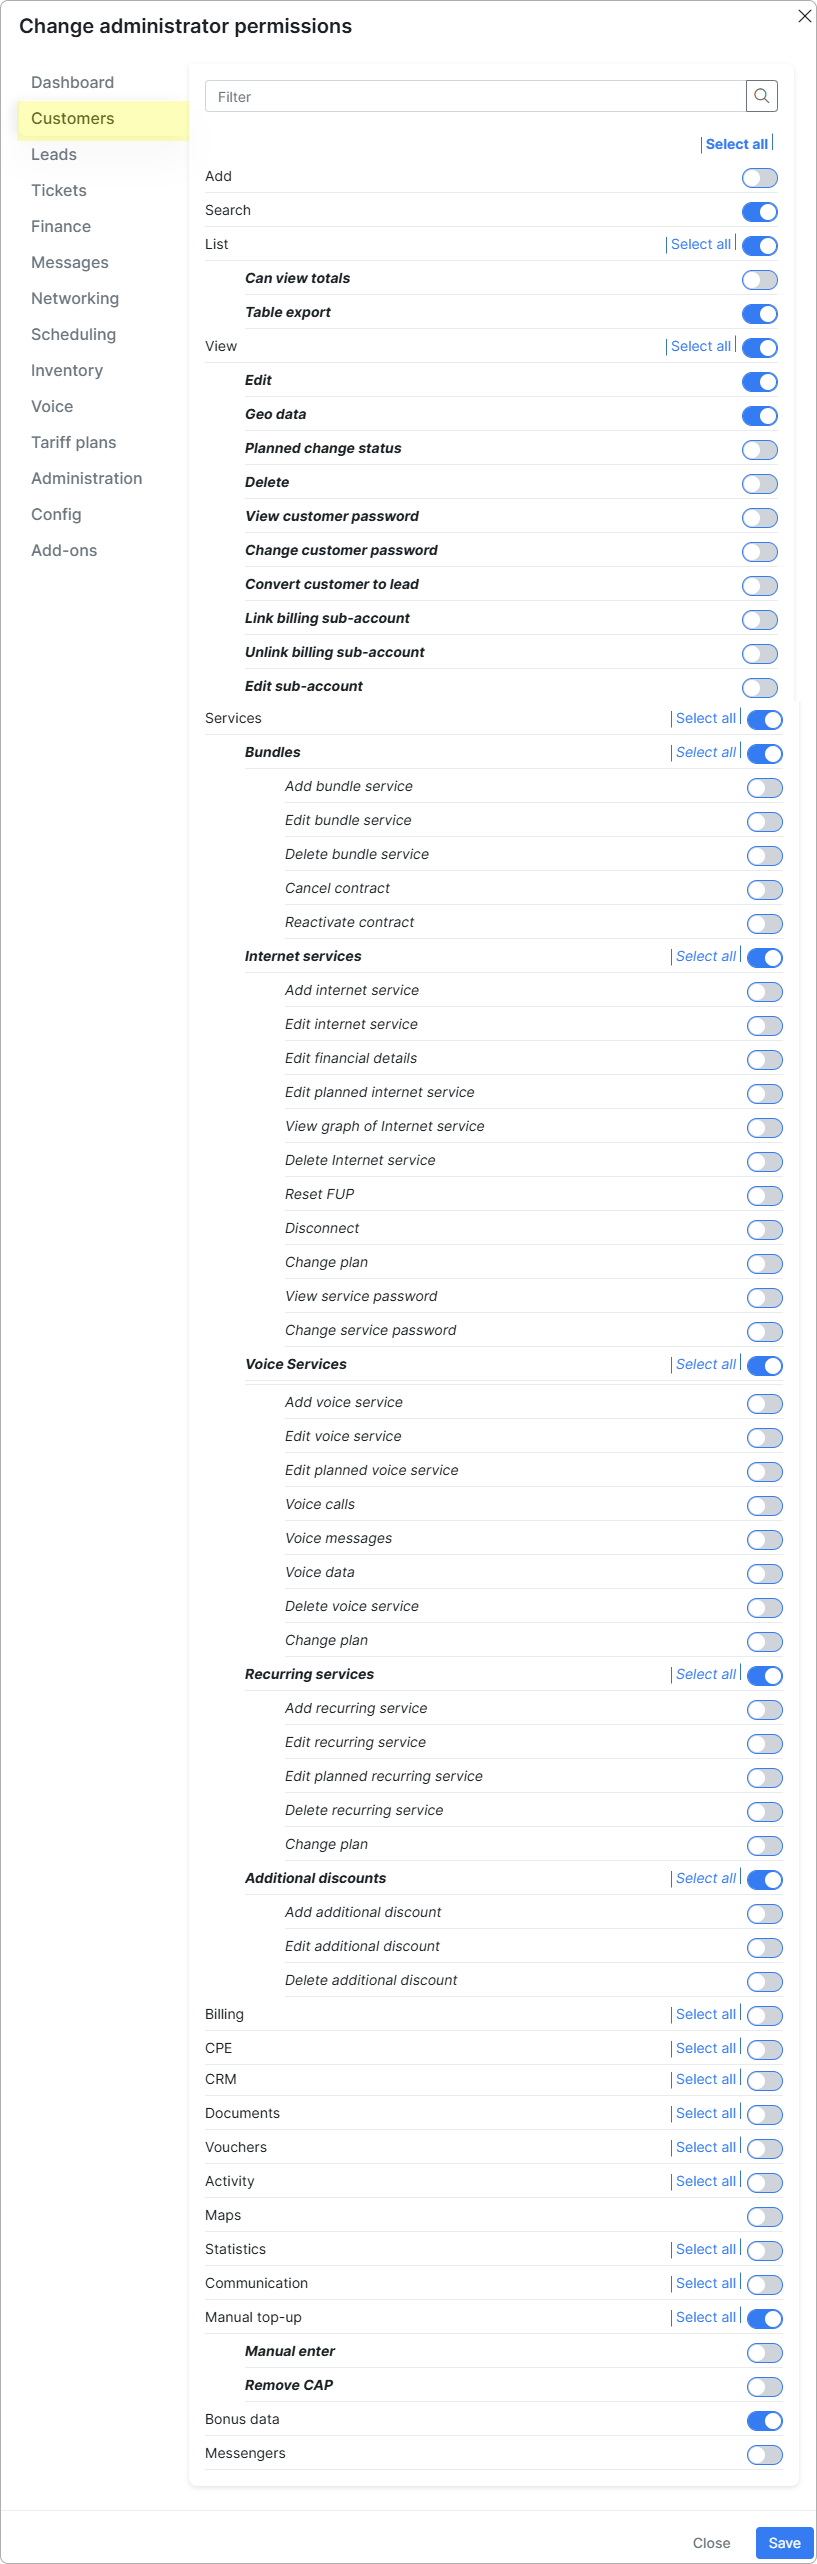 Change administrator permissions
Dashboard
Customers
Leads
Tickets
Finance
Messages
Networking
Scheduling
Inventory
Voice
Tariff plans
Administration
Config
Add-ons
Filter
Select all
Add
Search
List Select all
Can view totals
Table export
View Select all
Edit
Geo data
Planned change status
Delete
View customer password
Change customer password
Convert customer to lead
Link billing sub-account
Unlink billing sub-account
Edit sub-account
Services Select all
Bundles Select all
Add bundle service
Edit bundle service
Delete bundle service
Cancel contract
Reactivate contract
Internet services Select all
Add internet service
Edit internet service
Edit financial details
Edit planned internet service
View graph of Internet service
Delete Internet service
Reset FUP
Disconnect
Change plan
View service password
Change service password
Voice Services Select all
Add voice service
Edit voice service
Edit planned voice service
Voice calls
Voice messages
Voice data
Delete voice service
Change plan
Recurring services Select all
Add recurring service
Edit recurring service
Edit planned recurring service
Delete recurring service
Change plan
Additional discounts Select all
Add additional discount
Edit additional discount
Delete additional discount
Billing Select all
CPE Select all
CRM Select all
Documents Select all
Vouchers Select all
Activity Select all
Maps
Statistics Select all
Communication Select all
Manual top-up Select all
Manual enter
Remove CAP
Bonus data
Messengers
Close Save